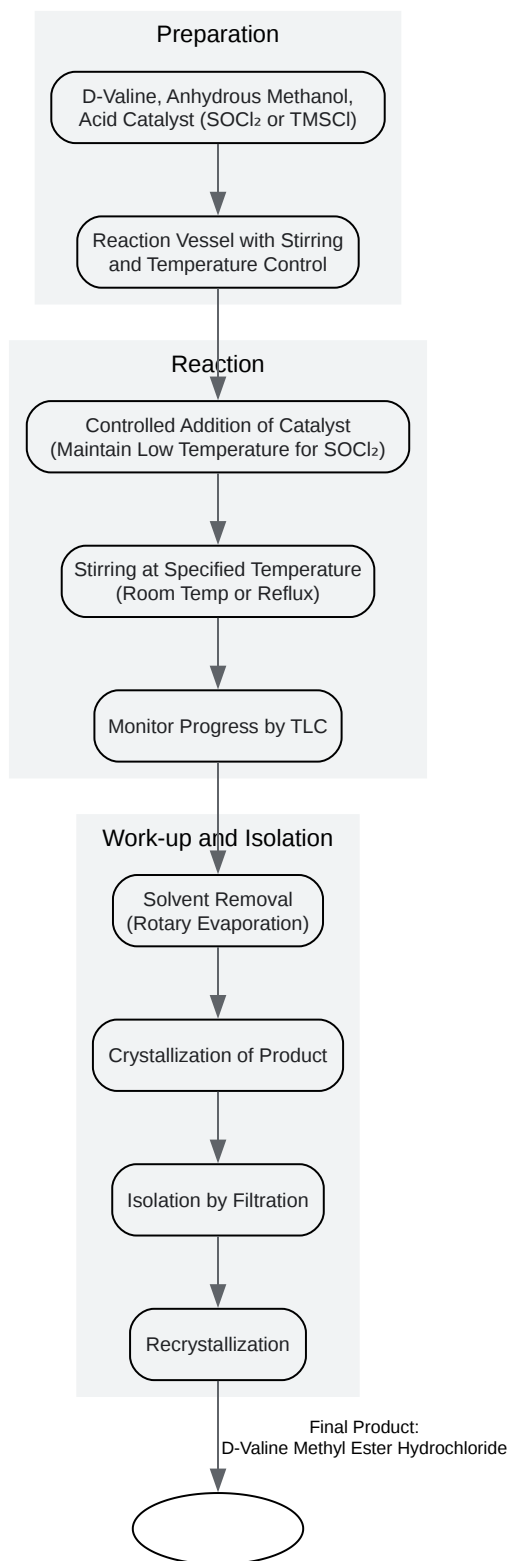 Preparation
D-Valine, Anhydrous Methanol,
Acid Catalyst (SOCl₂ or TMSCl)
Reaction Vessel with Stirring
and Temperature Control
Reaction
Controlled Addition of Catalyst
(Maintain Low Temperature for SOCl₂)
Stirring at Specified Temperature
(Room Temp or Reflux)
Monitor Progress by TLC
Work-up and Isolation
Solvent Removal
(Rotary Evaporation)
Crystallization of Product
Isolation by Filtration
Recrystallization
Final Product:
D-Valine Methyl Ester Hydrochloride